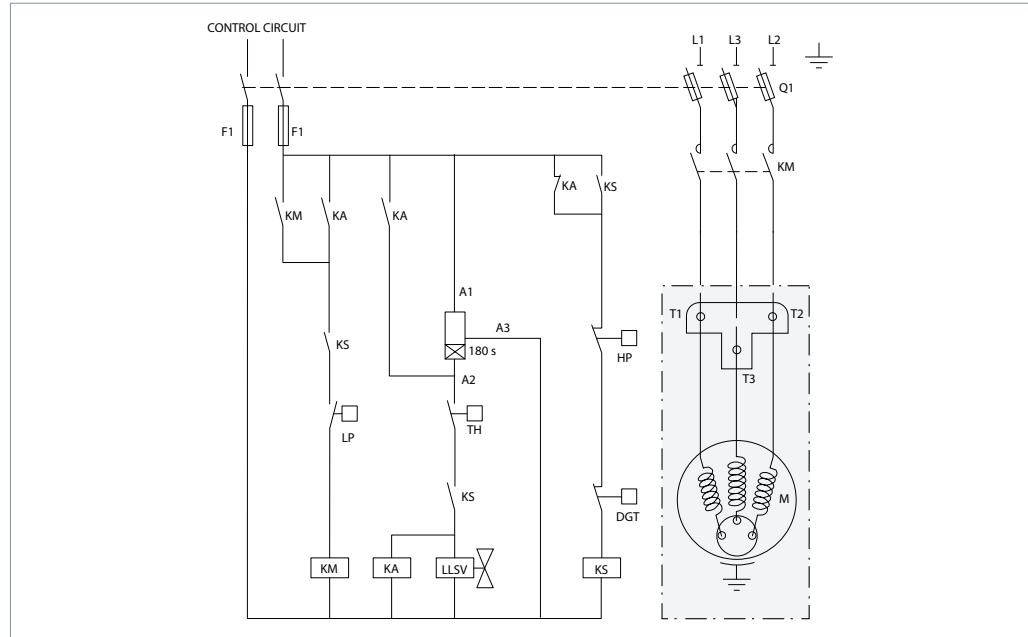 CONTROL CIRCUIT
L1 L3 L2
Q1
F1 F1
KM
KA KS
KM KA KA
A1
T1 T2
A3
KS 180 s HP
A2 T3
LP TH
KS M
DGT
KM KA LLSV KS